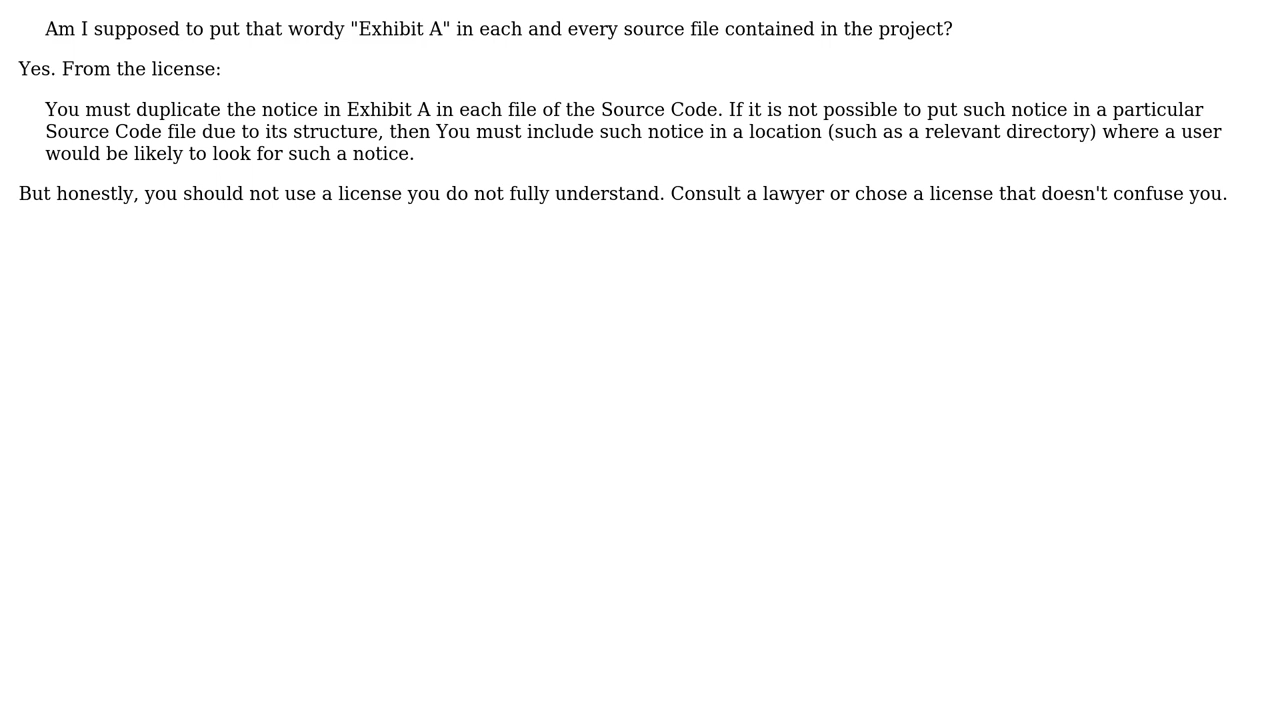 Am I supposed to put that wordy "Exhibit A" in each and every source file contained in the project?
Yes. From the license:
You must duplicate the notice in Exhibit A in each file of the Source Code. If it is not possible to put such notice in a particular
Source Code file due to its structure, then You must include such notice in a location (such as a relevant directory) where a user
would be likely to look for such a notice.
But honestly, you should not use a license you do not fully understand. Consult a lawyer or chose a license that doesn't confuse you.